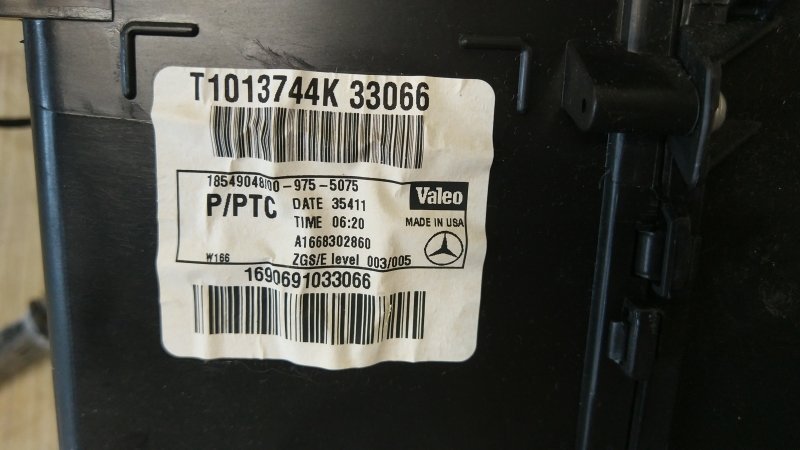 T1013744K 33066
18549048/00-975-5075
P/PTC
DATE 35411
TIME 06:20
A1668302860
W166
ZGS/E level 003/005
Valeo
MADE IN USA
1690691033066